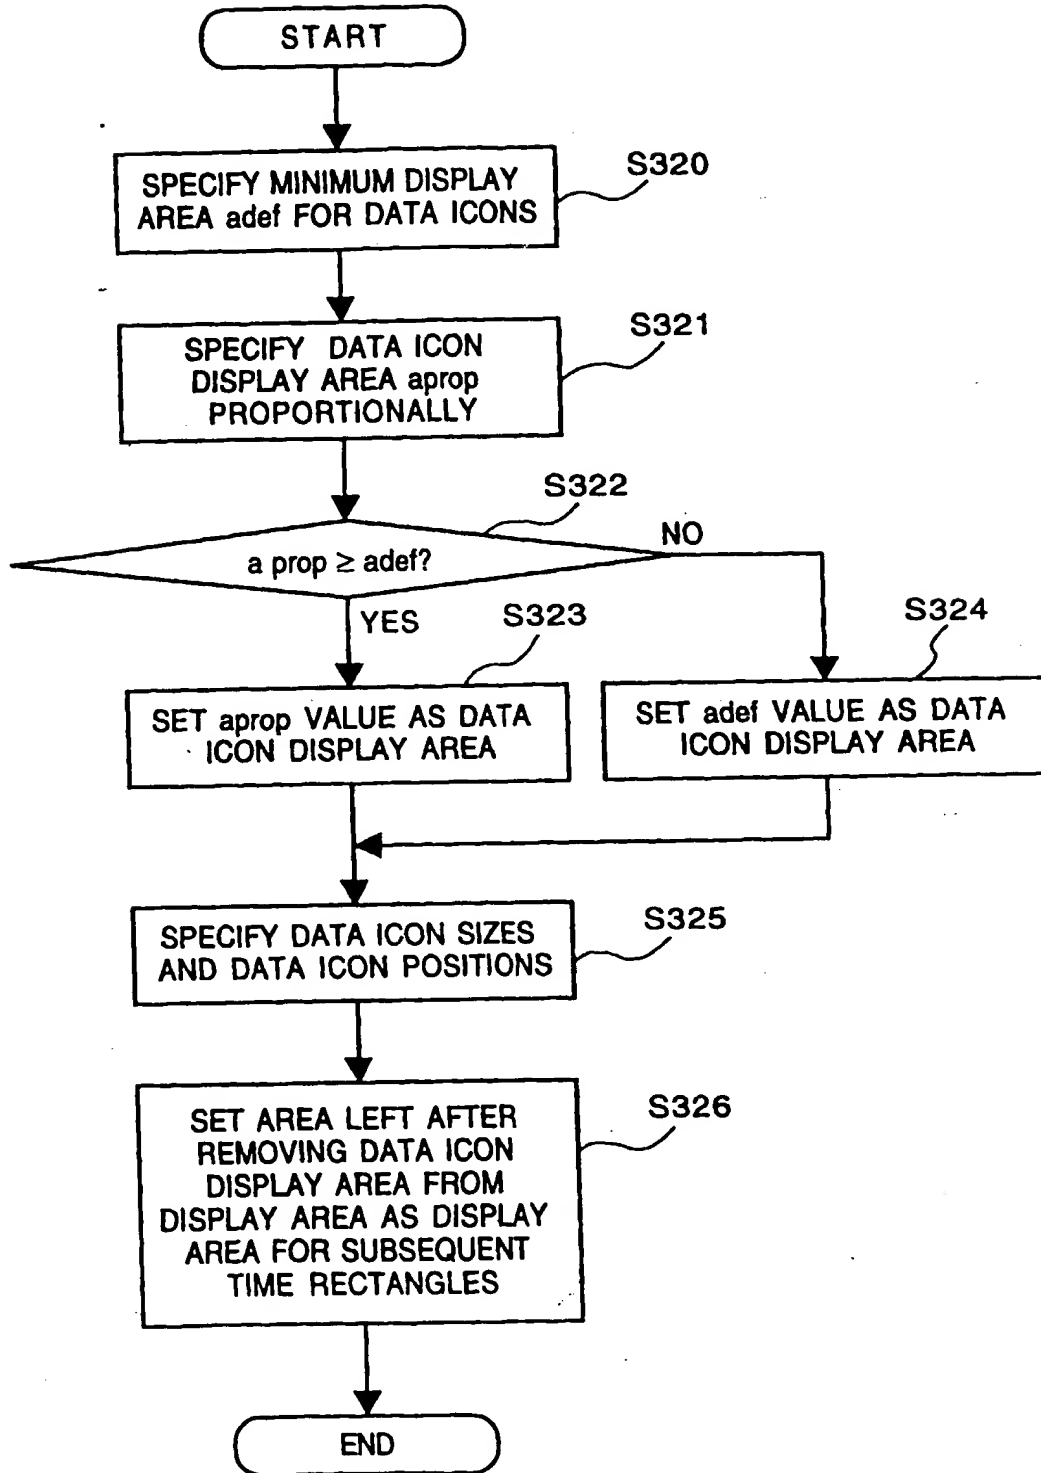 START
S320
SPECIFY MINIMUM DISPLAY
AREA adef FOR DATA ICONS
S321
SPECIFY DATA ICON
DISPLAY AREA aprop
PROPORTIONALLY
S322
a prop ≥ adef?
NO
YES
S323
S324
SET aprop VALUE AS DATA
ICON DISPLAY AREA
SET adef VALUE AS DATA
ICON DISPLAY AREA
S325
SPECIFY DATA ICON SIZES
AND DATA ICON POSITIONS
S326
SET AREA LEFT AFTER
REMOVING DATA ICON
DISPLAY AREA FROM
DISPLAY AREA AS DISPLAY
AREA FOR SUBSEQUENT
TIME RECTANGLES
END